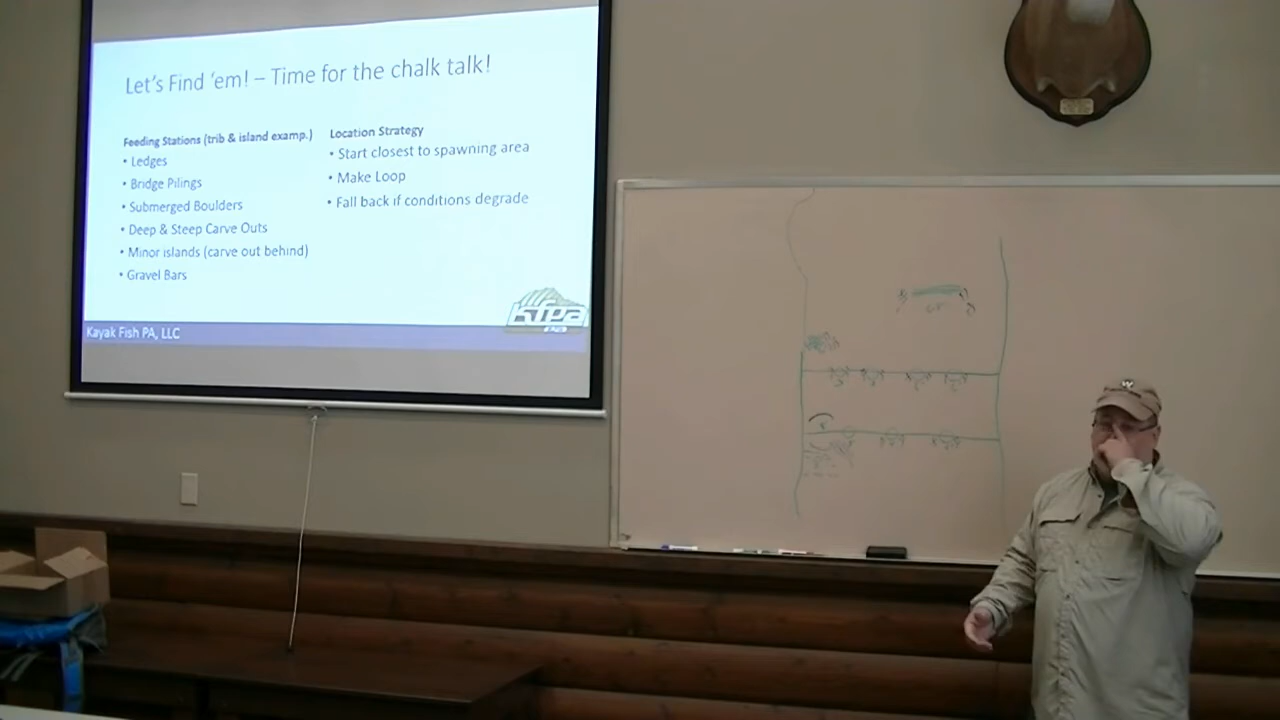 Let's Find 'em! – Time for the chalk talk!
Feeding Stations (trib & island examp.)
• Ledges
• Bridge Pilings
• Submerged Boulders
• Deep & Steep Carve Outs
• Minor islands (carve out behind)
• Gravel Bars
Location Strategy
• Start closest to spawning area
• Make Loop
• Fall back if conditions degrade
kfpa
Kayak Fish PA, LLC